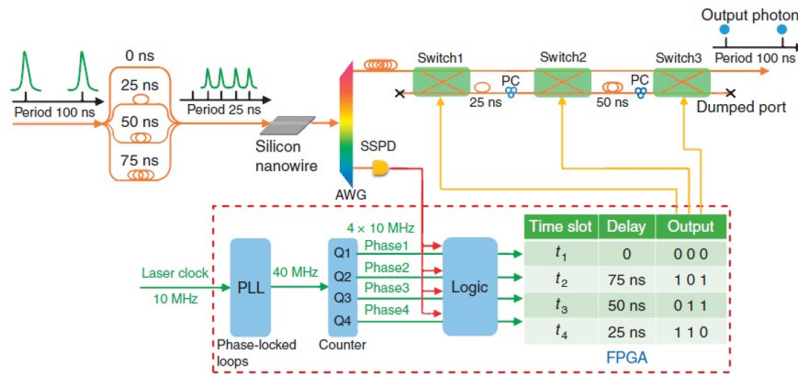 Output photon
Period 100 ns
0 ns
25 ns
50 ns
75 ns
Period 100 ns
Period 25 ns
Silicon
nanowire
AWG
SSPD
Switch1
Switch2
Switch3
25 ns
PC
50 ns
PC
Dumped port
Laser clock
10 MHz
PLL
Phase-locked
loops
40 MHz
4 × 10 MHz
Q1
Q2
Q3
Q4
Counter
Phase1
Phase2
Phase3
Phase4
Logic
Time slot Delay Output
t₁ 0 0 0 0
t₂ 75 ns 1 0 1
t₃ 50 ns 0 1 1
t₄ 25 ns 1 1 0
FPGA